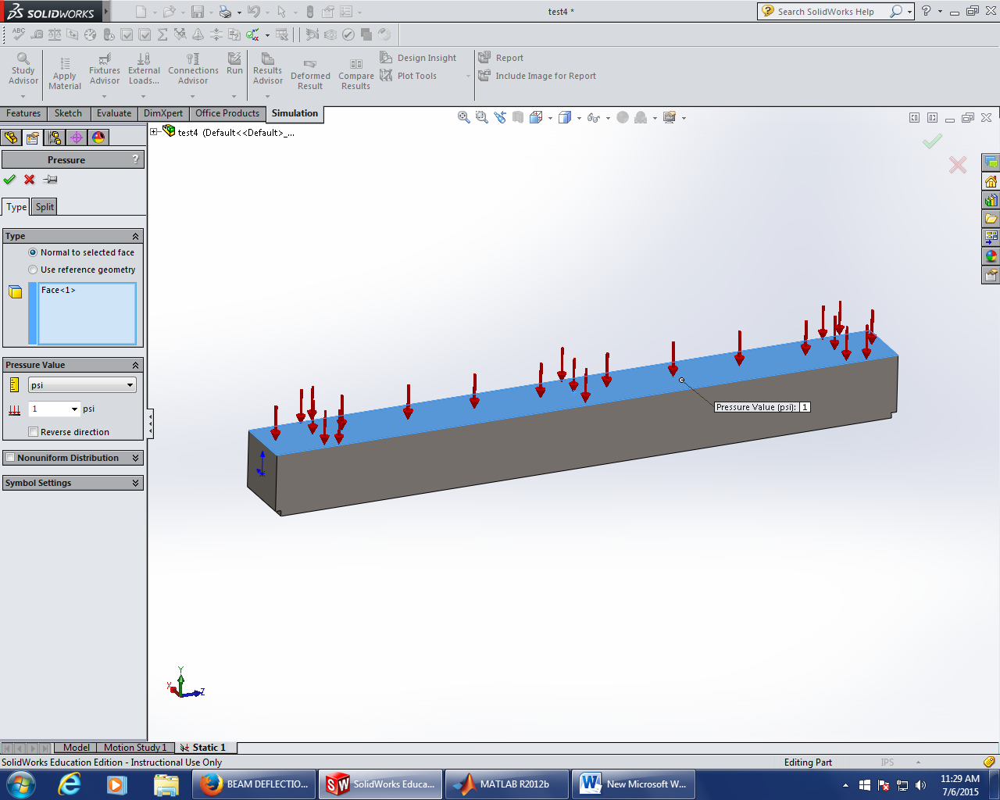 SOLIDWORKS
test4 *
Search SolidWorks Help
?
ABC
Study Advisor
Apply Material
Fixtures Advisor
External Loads...
Connections Advisor
Run
Results Advisor
Deformed Result
Compare Results
Design Insight
Plot Tools
Report
Include Image for Report
Features
Sketch
Evaluate
DimXpert
Office Products
Simulation
test4 (Default<<Default>_...
Pressure
?
Type
Split
Type
Normal to selected face
Use reference geometry
Face<1>
Pressure Value
psi
1
psi
Reverse direction
Nonuniform Distribution
Symbol Settings
Pressure Value (psi): 1
Y
X
Z
Model
Motion Study 1
Static 1
SolidWorks Education Edition - Instructional Use Only
Editing Part
IPS
BEAM DEFLECTIO...
SW
SolidWorks Educa...
MATLAB R2012b
W
New Microsoft W...
11:29 AM
7/6/2015